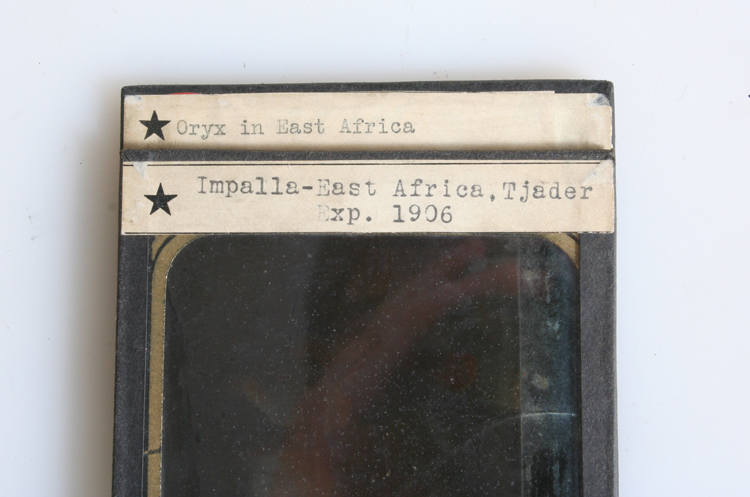 ★ Oryx in East Africa
★ Impalla-East Africa, Tjader
Exp. 1906